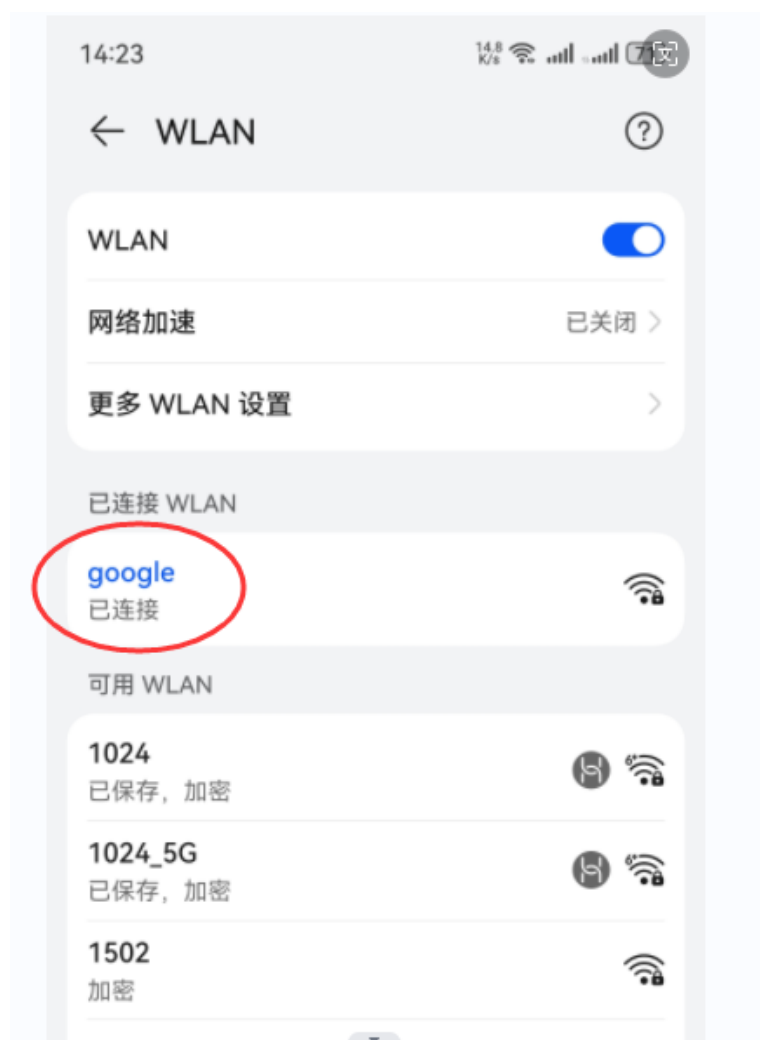 14:23
14.8 K/s
WLAN
WLAN
网络加速 已关闭
更多 WLAN 设置
已连接 WLAN
google
已连接
可用 WLAN
1024
已保存，加密
1024_5G
已保存，加密
1502
加密